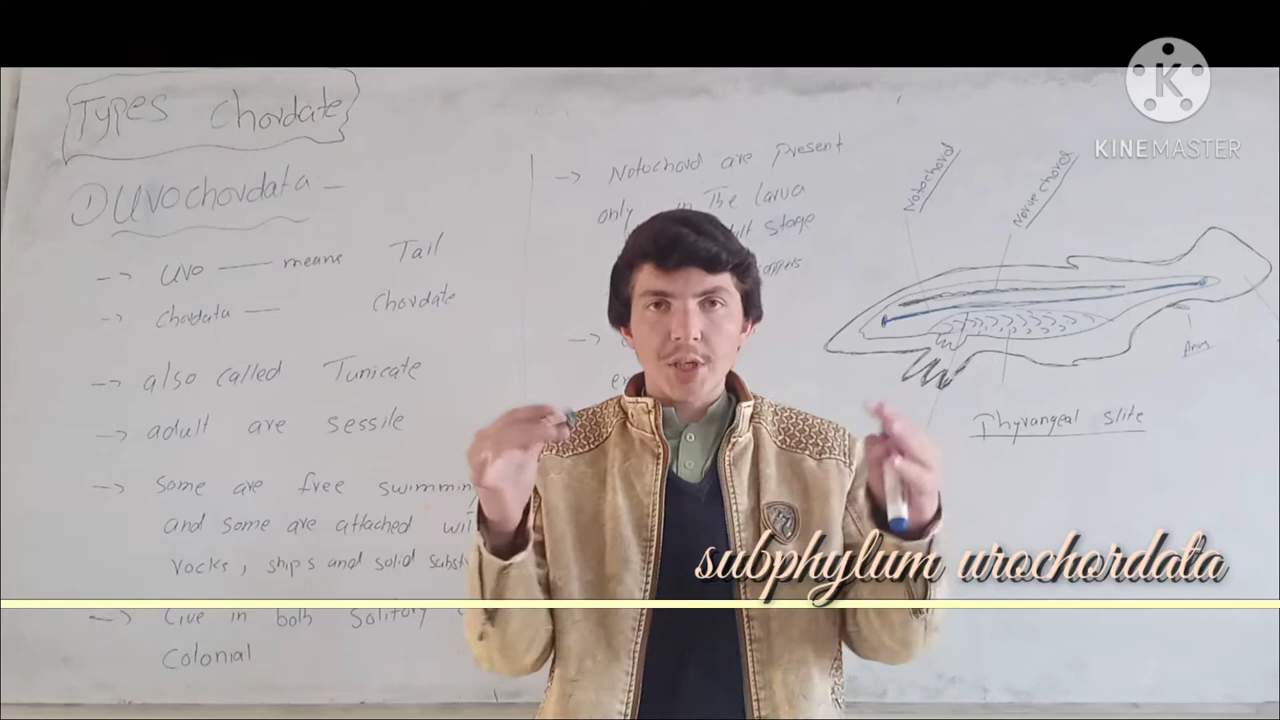 Types Chordate
① Urochordata –
--> uro —— means Tail
--> chordata — Chordate
--> also called Tunicate
--> adult are sessile
--> Some are free swimmin
and some are attached wi
rocks, ships and solid subst
--> Live in both Solitory
Colonial
--> Notochord are present
only in The Larva
stage
-->
Notochord
Nerve chord
Phyrangeal slite
K
KINEMASTER
subphylum urochordata